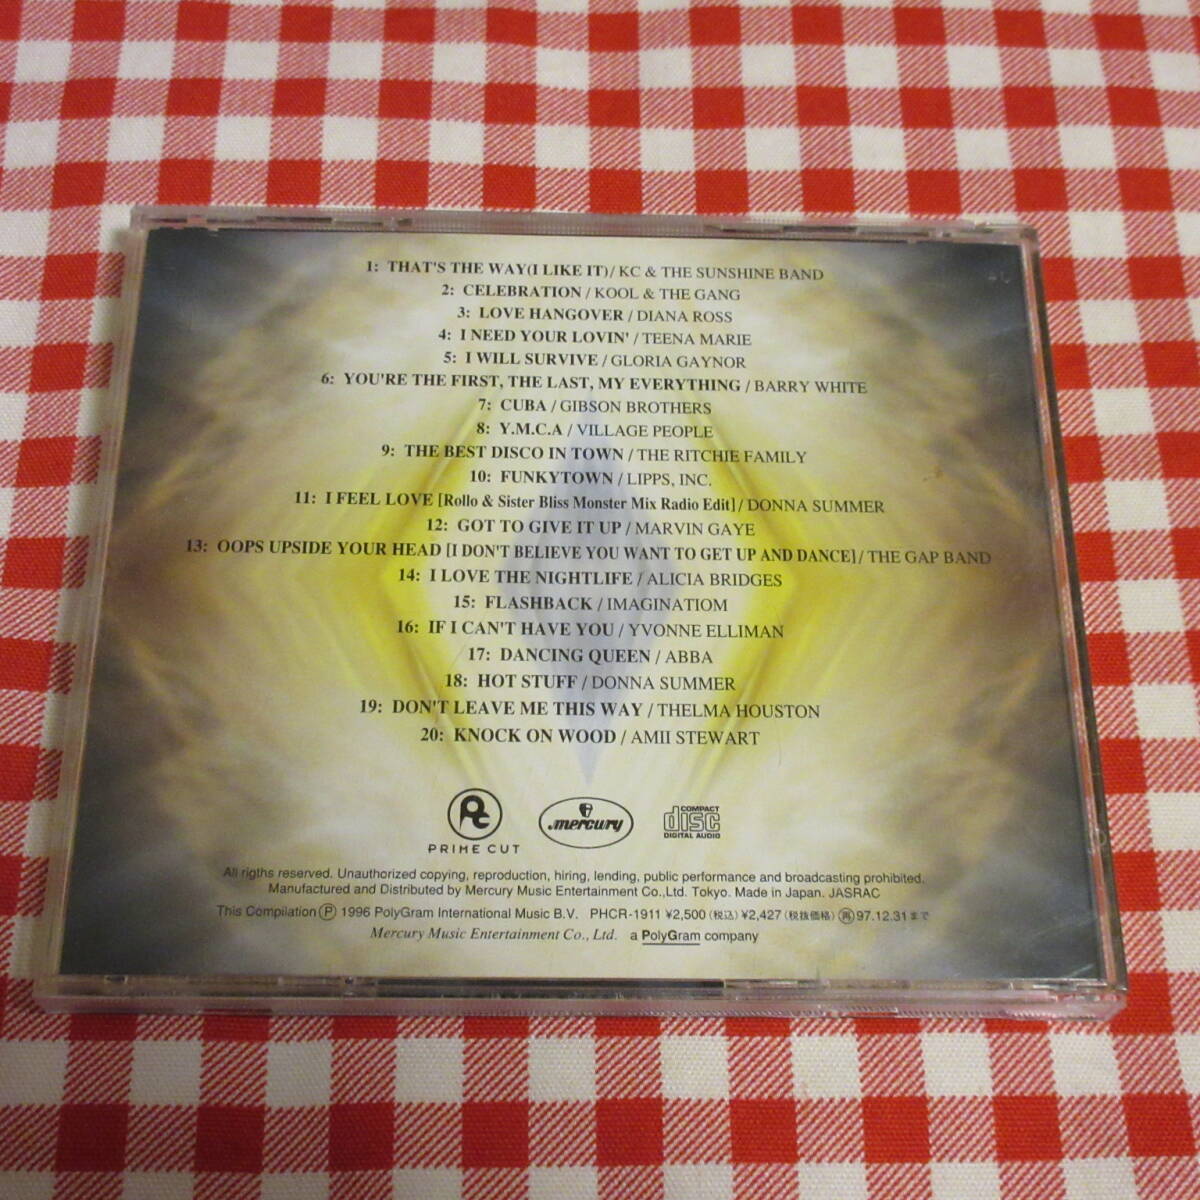 1: THAT'S THE WAY(I LIKE IT)/KC & THE SUNSHINE BAND
2: CELEBRATION/KOOL & THE GANG
3: LOVE HANGOVER/DIANA ROSS
4: I NEED YOUR LOVIN'/TEENA MARIE
5: I WILL SURVIVE/GLORIA GAYNOR
6: YOU'RE THE FIRST, THE LAST, MY EVERYTHING/BARRY WHITE
7: CUBA/GIBSON BROTHERS
8: Y.M.C.A/VILLAGE PEOPLE
9: THE BEST DISCO IN TOWN/THE RITCHIE FAMILY
10: FUNKYTOWN/LIPPS, INC.
11: I FEEL LOVE [Rollo & Sister Bliss Monster Mix Radio Edit]/DONNA SUMMER
12: GOT TO GIVE IT UP/MARVIN GAYE
13: OOPS UPSIDE YOUR HEAD [I DON'T BELIEVE YOU WANT TO GET UP AND DANCE]/THE GAP BAND
14: I LOVE THE NIGHTLIFE/ALICIA BRIDGES
15: FLASHBACK/IMAGINATIOM
16: IF I CAN'T HAVE YOU/YVONNE ELLIMAN
17: DANCING QUEEN/ABBA
18: HOT STUFF/DONNA SUMMER
19: DON'T LEAVE ME THIS WAY/THELMA HOUSTON
20: KNOCK ON WOOD/AMII STEWART
PC
PRIME CUT
mercury
COMPACT
disc
DIGITAL AUDIO
All rigths reserved. Unauthorized copying, reproduction, hiring, lending, public performance and broadcasting prohibited.
Manufactured and Distributed by Mercury Music Entertainment Co.,Ltd. Tokyo. Made in Japan. JASRAC
This Compilation Ⓟ 1996 PolyGram International Music B.V. PHCR-1911 ¥2,500(税込)¥2,427(税抜価格)㊥97.12.31まで
Mercury Music Entertainment Co., Ltd. a PolyGram company